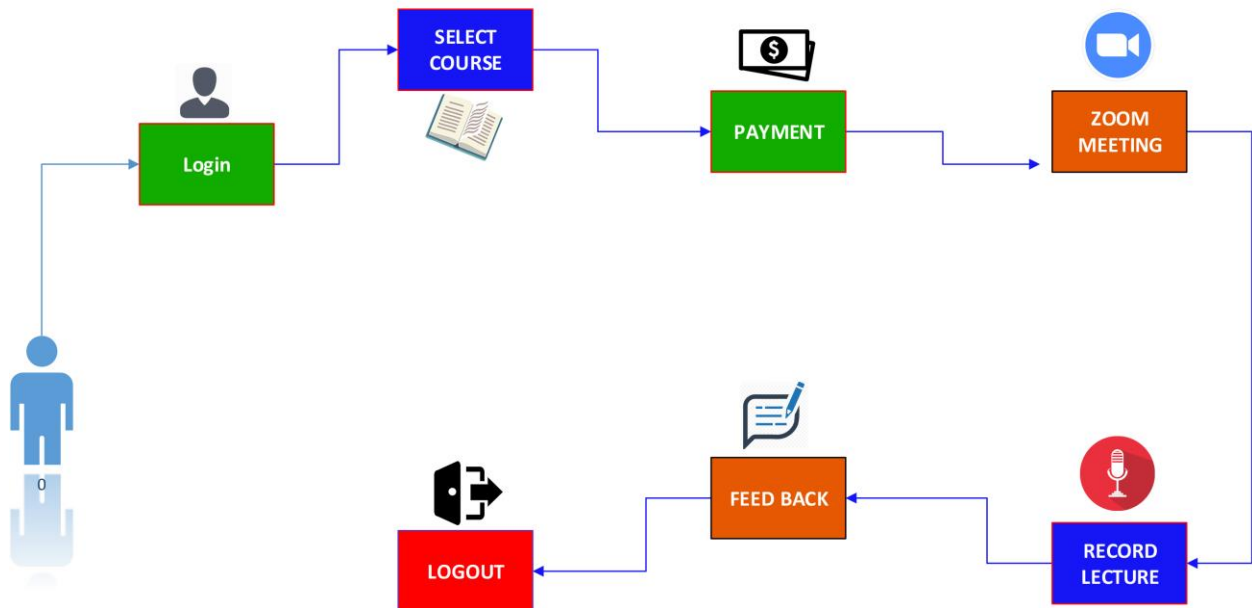 SELECT
COURSE
$
Login
PAYMENT
ZOOM
MEETING
0
FEED BACK
LOGOUT
RECORD
LECTURE